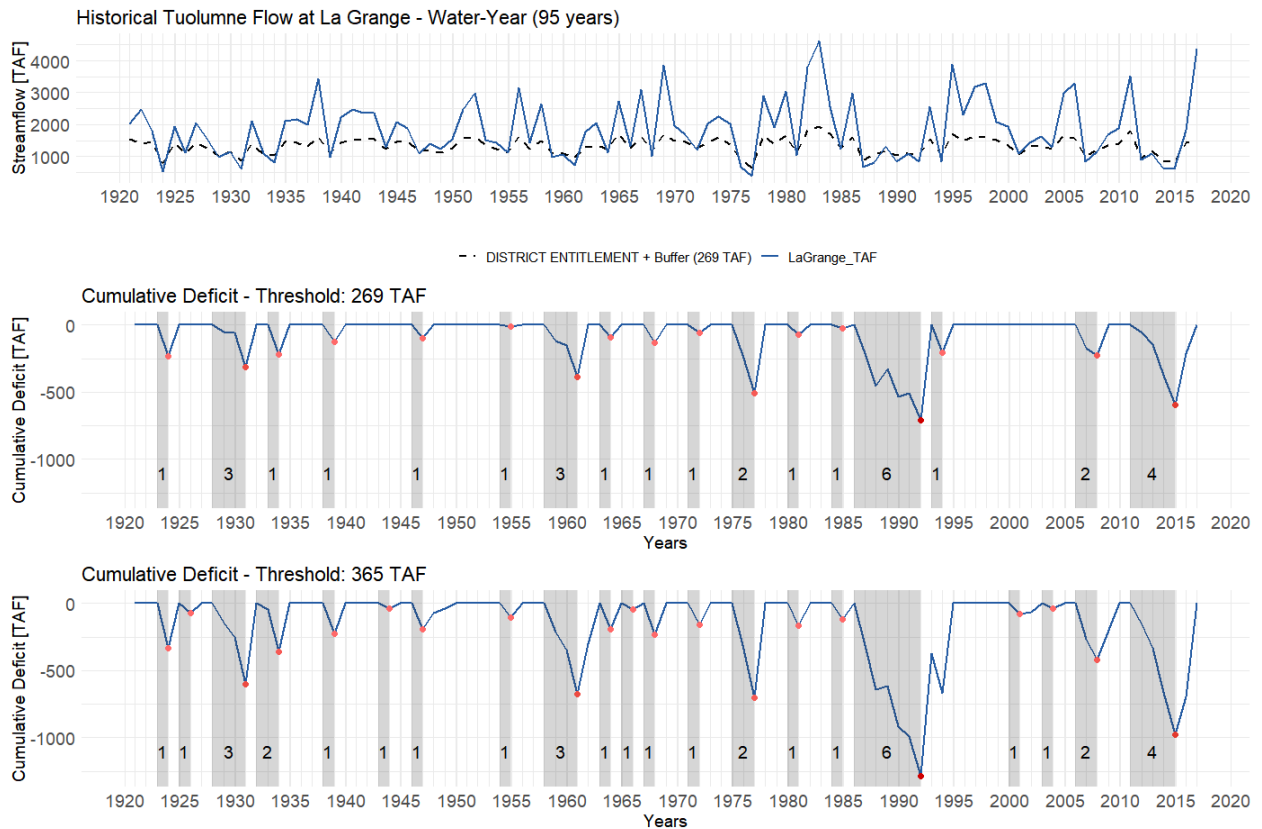 Historical Tuolumne Flow at La Grange - Water-Year (95 years)
Streamflow [TAF]
4000
3000
2000
1000
1920 1925 1930 1935 1940 1945 1950 1955 1960 1965 1970 1975 1980 1985 1990 1995 2000 2005 2010 2015 2020
DISTRICT ENTITLEMENT + Buffer (269 TAF) LaGrange_TAF
Cumulative Deficit - Threshold: 269 TAF
Cumulative Deficit [TAF]
0
-500
-1000
1 3 1 1 1 1 3 1 1 1 2 1 1 6 1 2 4
1920 1925 1930 1935 1940 1945 1950 1955 1960 1965 1970 1975 1980 1985 1990 1995 2000 2005 2010 2015 2020
Years
Cumulative Deficit - Threshold: 365 TAF
Cumulative Deficit [TAF]
0
-500
-1000
1 1 3 2 1 1 1 1 3 1 1 1 1 2 1 1 6 1 1 2 4
1920 1925 1930 1935 1940 1945 1950 1955 1960 1965 1970 1975 1980 1985 1990 1995 2000 2005 2010 2015 2020
Years